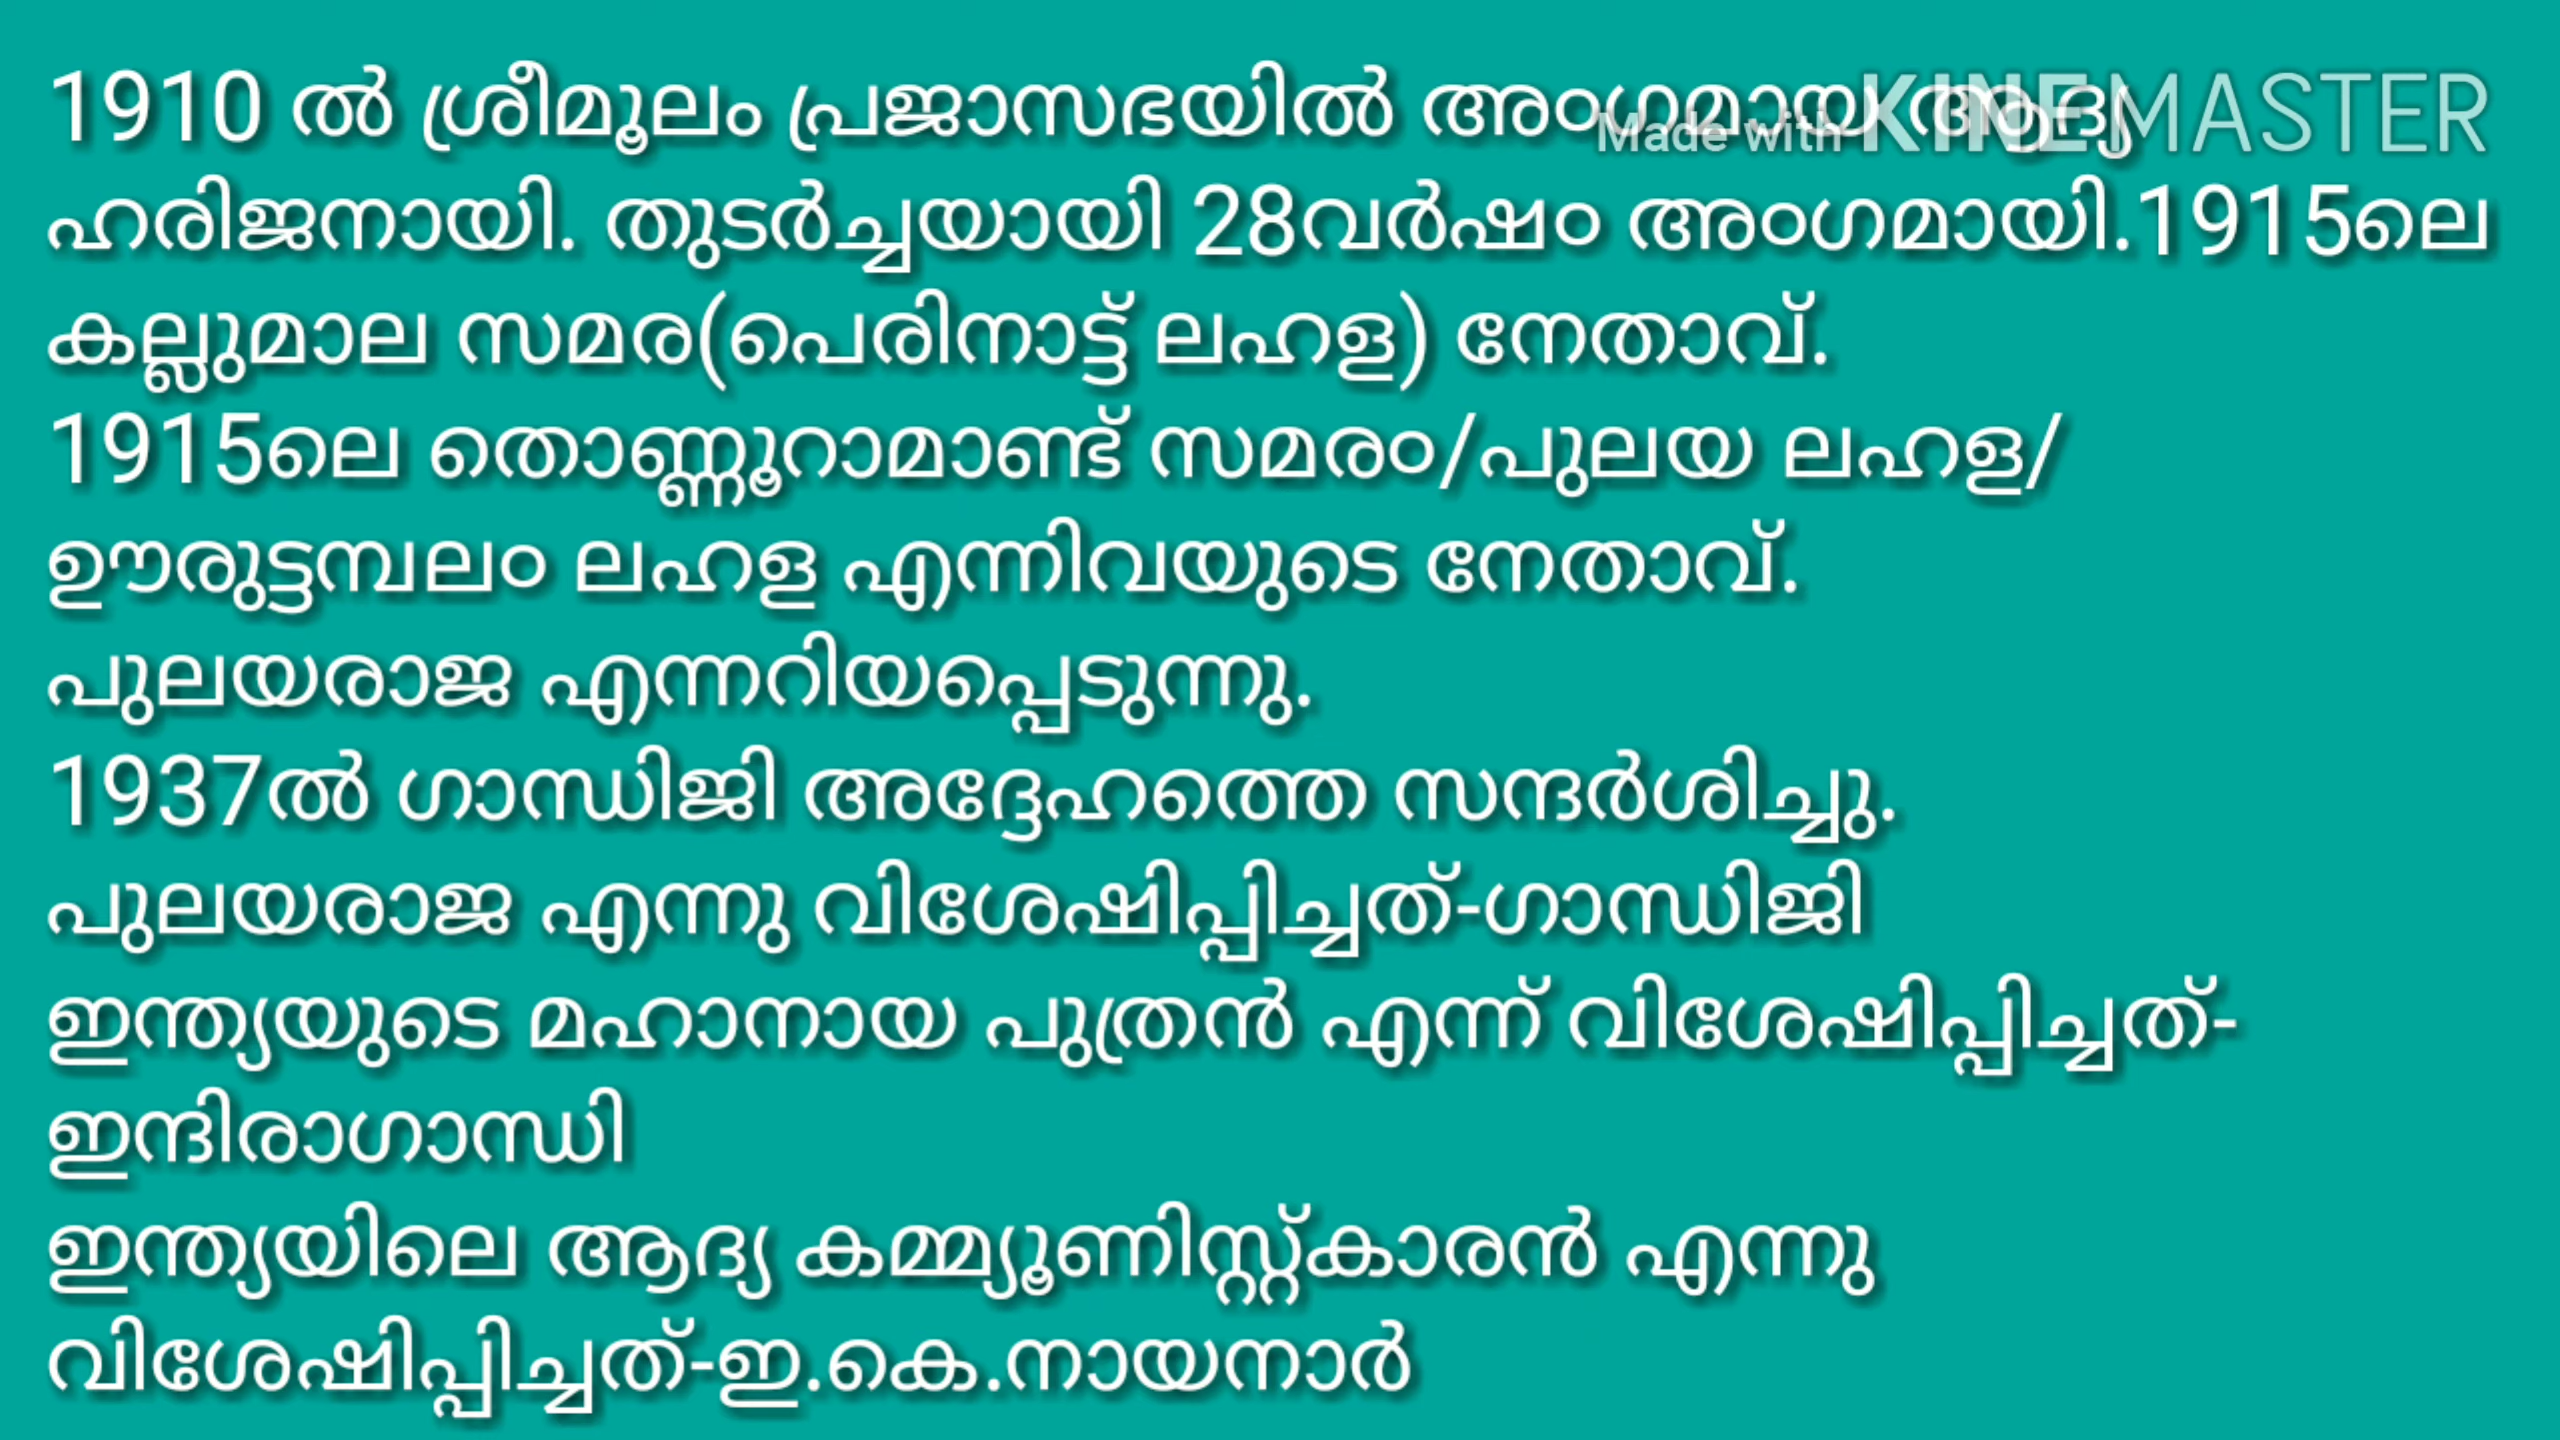 1910 ൽ ശ്രീമൂലം പ്രജാസഭയിൽ അംഗമായ ആദ്യ
Made with KINEMASTER
ഹരിജനായി. തുടർച്ചയായി 28വർഷം അംഗമായി.1915ലെ
കല്ലുമാല സമര(പെരിനാട്ട് ലഹള) നേതാവ്.
1915ലെ തൊണ്ണൂറാമാണ്ട് സമരം/പുലയ ലഹള/
ഊരുട്ടമ്പലം ലഹള എന്നിവയുടെ നേതാവ്.
പുലയരാജ എന്നറിയപ്പെടുന്നു.
1937ൽ ഗാന്ധിജി അദ്ദേഹത്തെ സന്ദർശിച്ചു.
പുലയരാജ എന്നു വിശേഷിപ്പിച്ചത്-ഗാന്ധിജി
ഇന്ത്യയുടെ മഹാനായ പുത്രൻ എന്ന് വിശേഷിപ്പിച്ചത്-
ഇന്ദിരാഗാന്ധി
ഇന്ത്യയിലെ ആദ്യ കമ്മ്യൂണിസ്റ്റ്കാരൻ എന്നു
വിശേഷിപ്പിച്ചത്-ഇ.കെ.നായനാർ